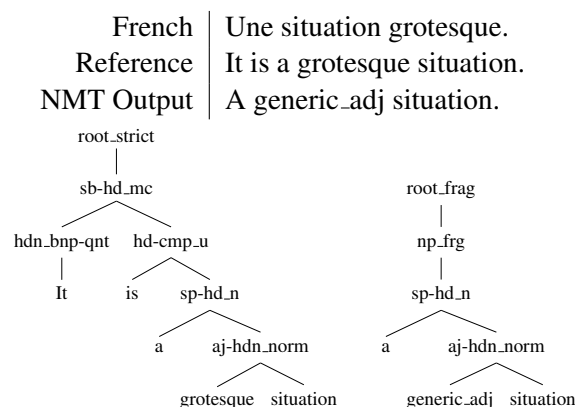 French Une situation grotesque.
Reference It is a grotesque situation.
NMT Output A generic_adj situation.
root_strict
sb-hd_mc root_frag
hdn_bnp-qnt hd-cmp_u np_frg
It is sp-hd_n sp-hd_n
a aj-hdn_norm a aj-hdn_norm
grotesque situation generic_adj situation